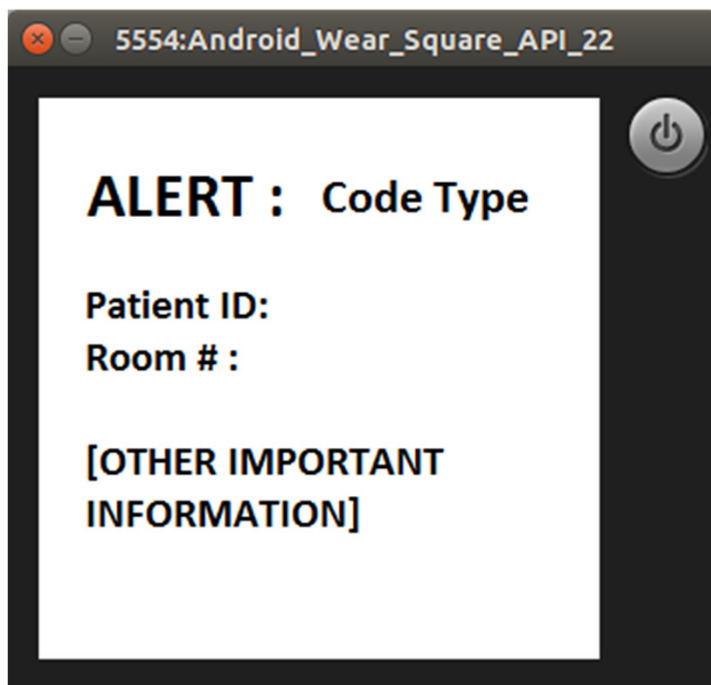 5554:Android_Wear_Square_API_22
ALERT : Code Type
Patient ID:
Room # :
[OTHER IMPORTANT
INFORMATION]